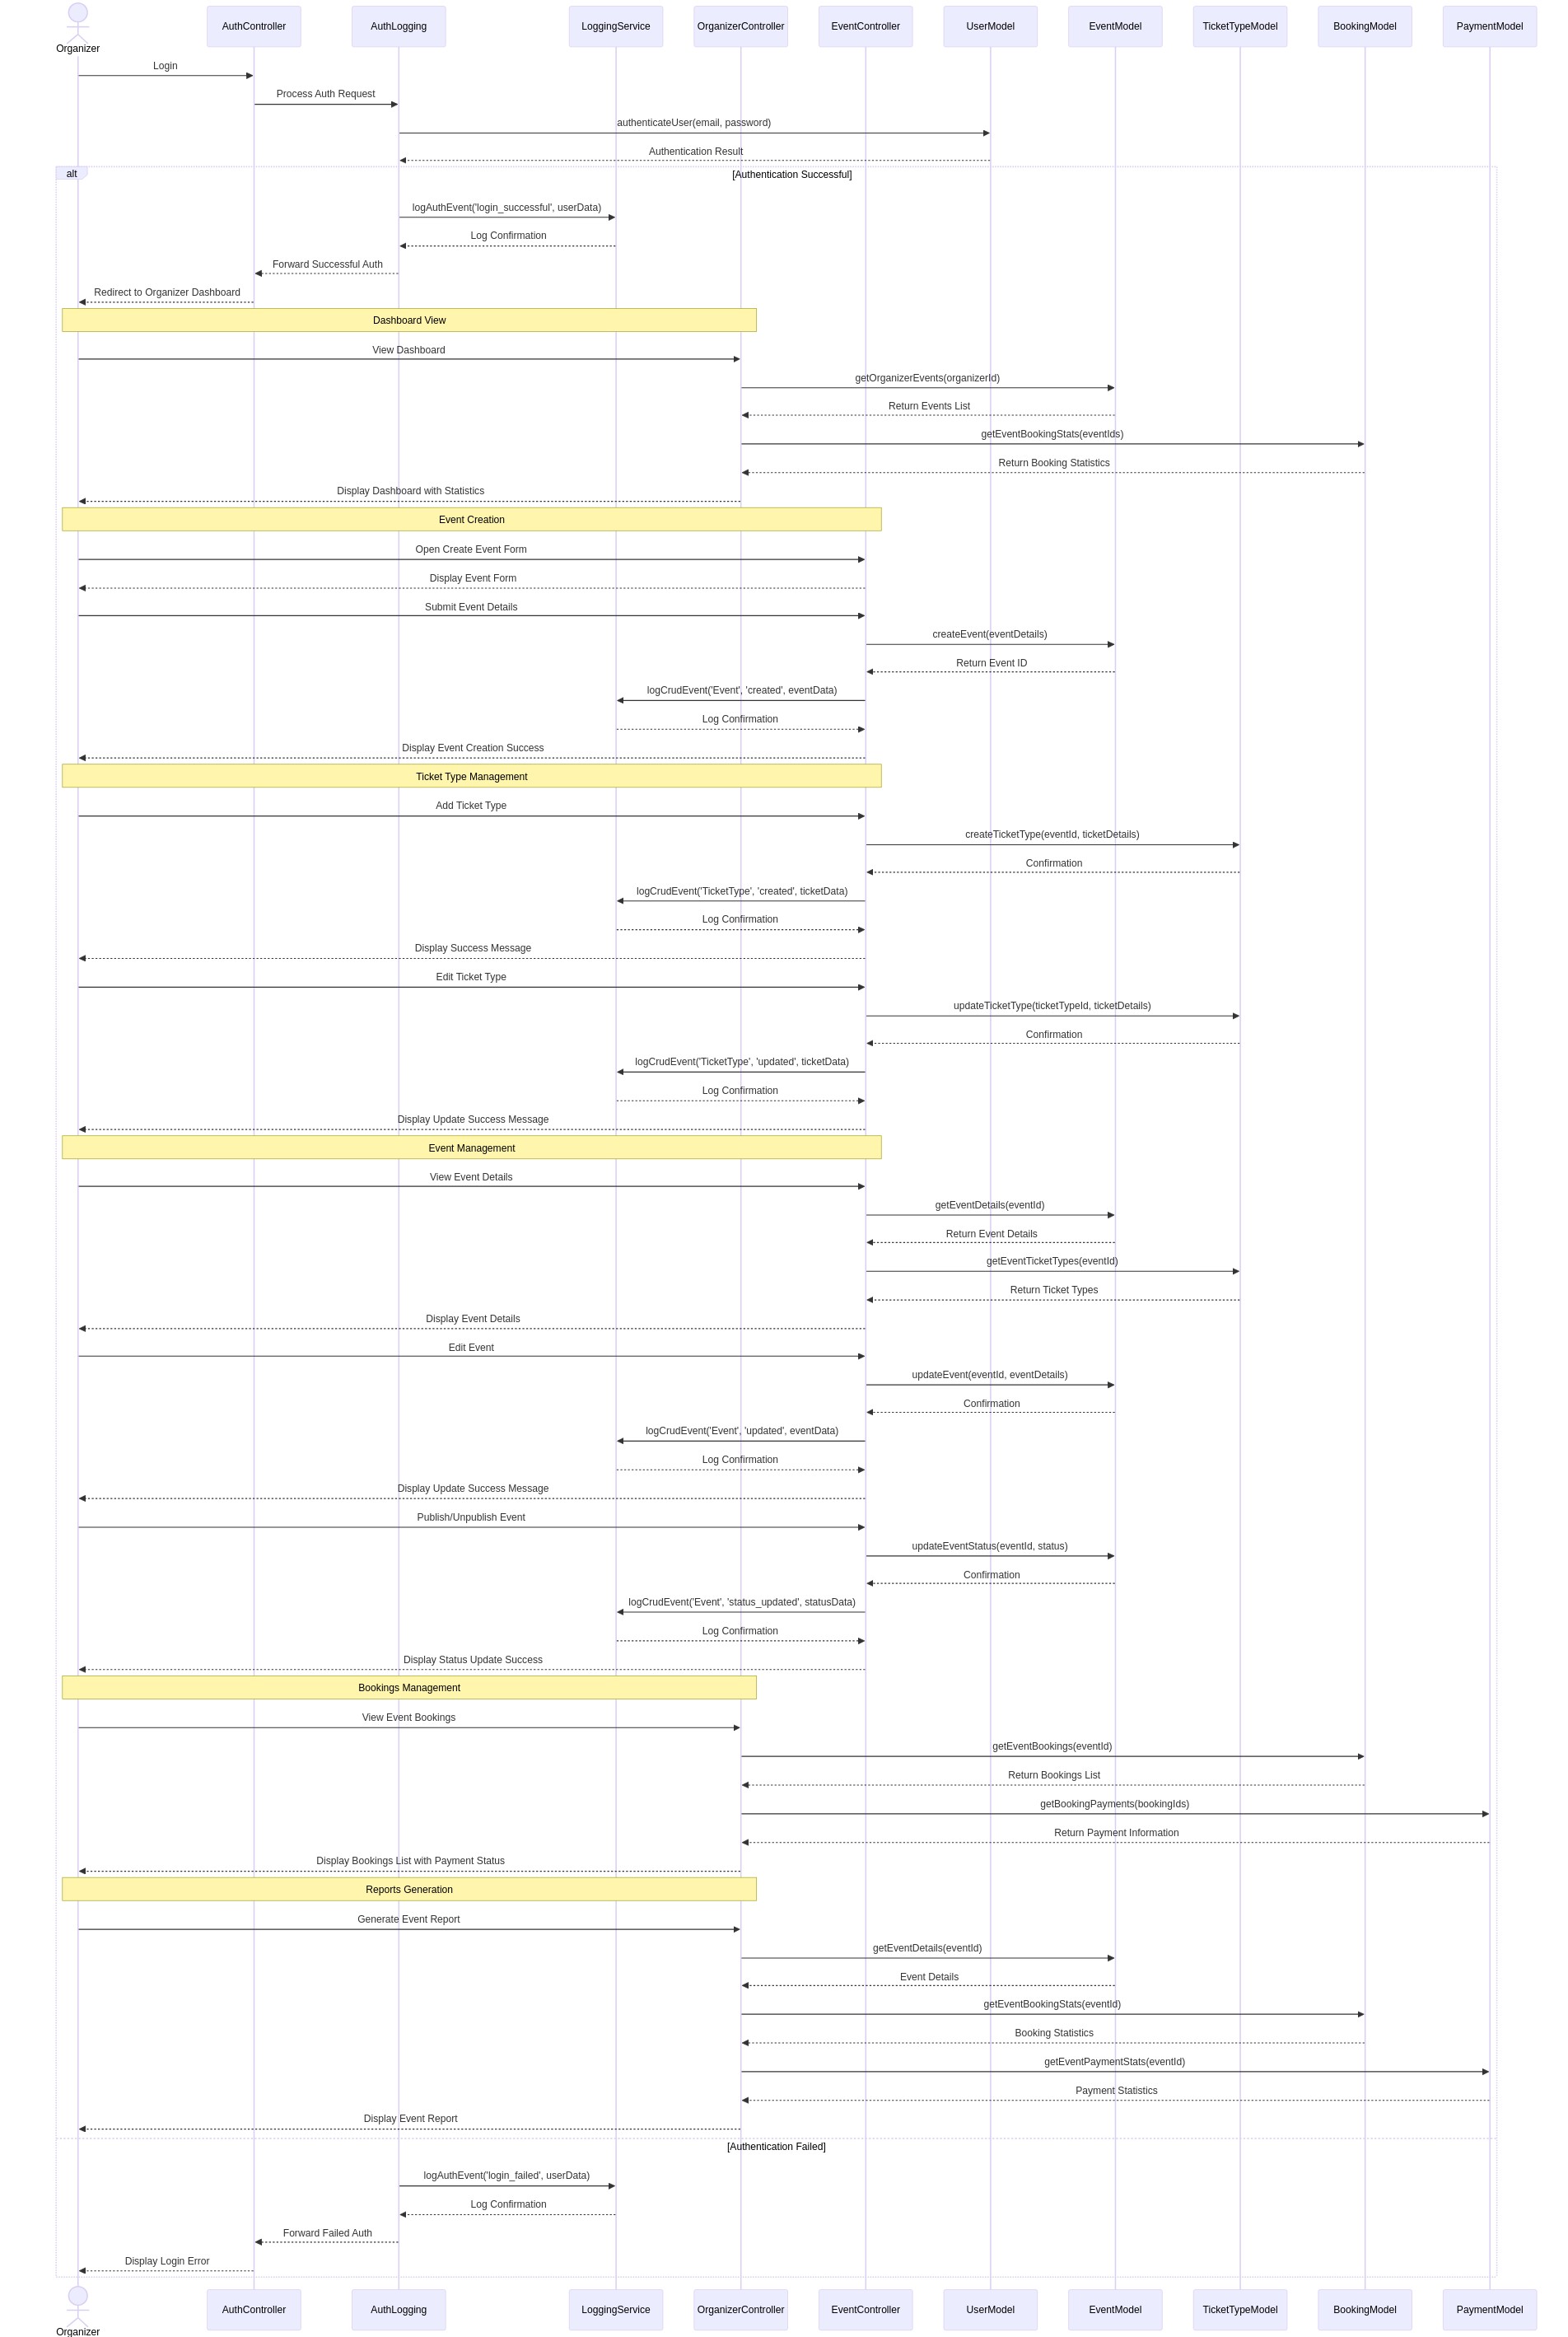 Organizer
AuthController
AuthLogging
LoggingService
OrganizerController
EventController
UserModel
EventModel
TicketTypeModel
BookingModel
PaymentModel
Login
Process Auth Request
authenticateUser(email, password)
Authentication Result
alt
[Authentication Successful]
logAuthEvent('login_successful', userData)
Log Confirmation
Forward Successful Auth
Redirect to Organizer Dashboard
Dashboard View
View Dashboard
getOrganizerEvents(organizerId)
Return Events List
getEventBookingStats(eventIds)
Return Booking Statistics
Display Dashboard with Statistics
Event Creation
Open Create Event Form
Display Event Form
Submit Event Details
createEvent(eventDetails)
Return Event ID
logCrudEvent('Event', 'created', eventData)
Log Confirmation
Display Event Creation Success
Ticket Type Management
Add Ticket Type
createTicketType(eventId, ticketDetails)
Confirmation
logCrudEvent('TicketType', 'created', ticketData)
Log Confirmation
Display Success Message
Edit Ticket Type
updateTicketType(ticketTypeId, ticketDetails)
Confirmation
logCrudEvent('TicketType', 'updated', ticketData)
Log Confirmation
Display Update Success Message
Event Management
View Event Details
getEventDetails(eventId)
Return Event Details
getEventTicketTypes(eventId)
Return Ticket Types
Display Event Details
Edit Event
updateEvent(eventId, eventDetails)
Confirmation
logCrudEvent('Event', 'updated', eventData)
Log Confirmation
Display Update Success Message
Publish/Unpublish Event
updateEventStatus(eventId, status)
Confirmation
logCrudEvent('Event', 'status_updated', statusData)
Log Confirmation
Display Status Update Success
Bookings Management
View Event Bookings
getEventBookings(eventId)
Return Bookings List
getBookingPayments(bookingIds)
Return Payment Information
Display Bookings List with Payment Status
Reports Generation
Generate Event Report
getEventDetails(eventId)
Event Details
getEventBookingStats(eventId)
Booking Statistics
getEventPaymentStats(eventId)
Payment Statistics
Display Event Report
[Authentication Failed]
logAuthEvent('login_failed', userData)
Log Confirmation
Forward Failed Auth
Display Login Error
Organizer
AuthController
AuthLogging
LoggingService
OrganizerController
EventController
UserModel
EventModel
TicketTypeModel
BookingModel
PaymentModel